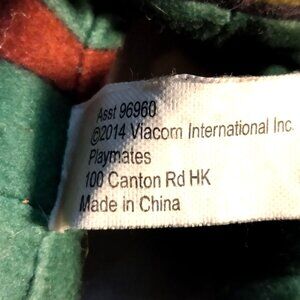 Asst 96960
©2014 Viacom International Inc.
Playmates
100 Canton Rd HK
Made in China